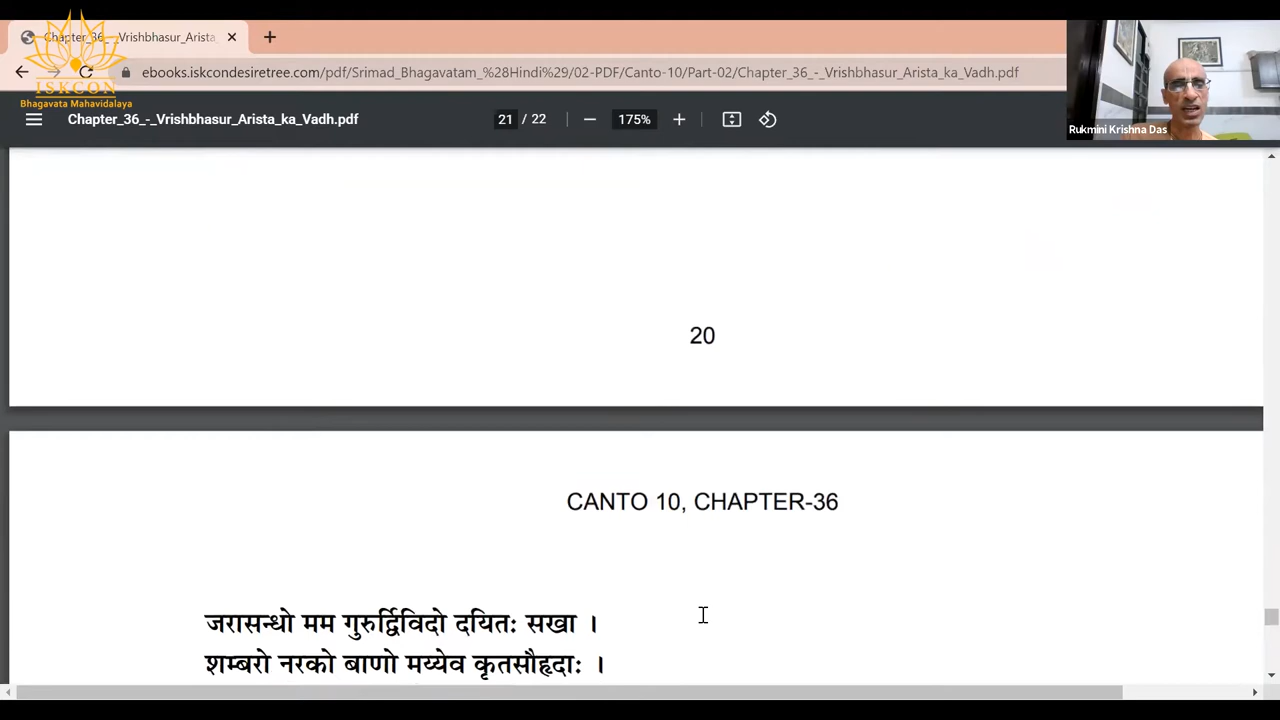 Chapter_36_-_Vrishbhasur_Arista_
ISKCON
Bhagavata Mahavidalaya
ebooks.iskcondesiretree.com/pdf/Srimad_Bhagavatam_%28Hindi%29/02-PDF/Canto-10/Part-02/Chapter_36_-_Vrishbhasur_Arista_ka_Vadh.pdf
Chapter_36_-_Vrishbhasur_Arista_ka_Vadh.pdf
21 / 22
175%
Rukmini Krishna Das
20
CANTO 10, CHAPTER-36
जरासन्धो मम गुरुर्द्विविदो दयितः सखा ।
शम्बरो नरको बाणो मय्येव कृतसौहृदाः ।